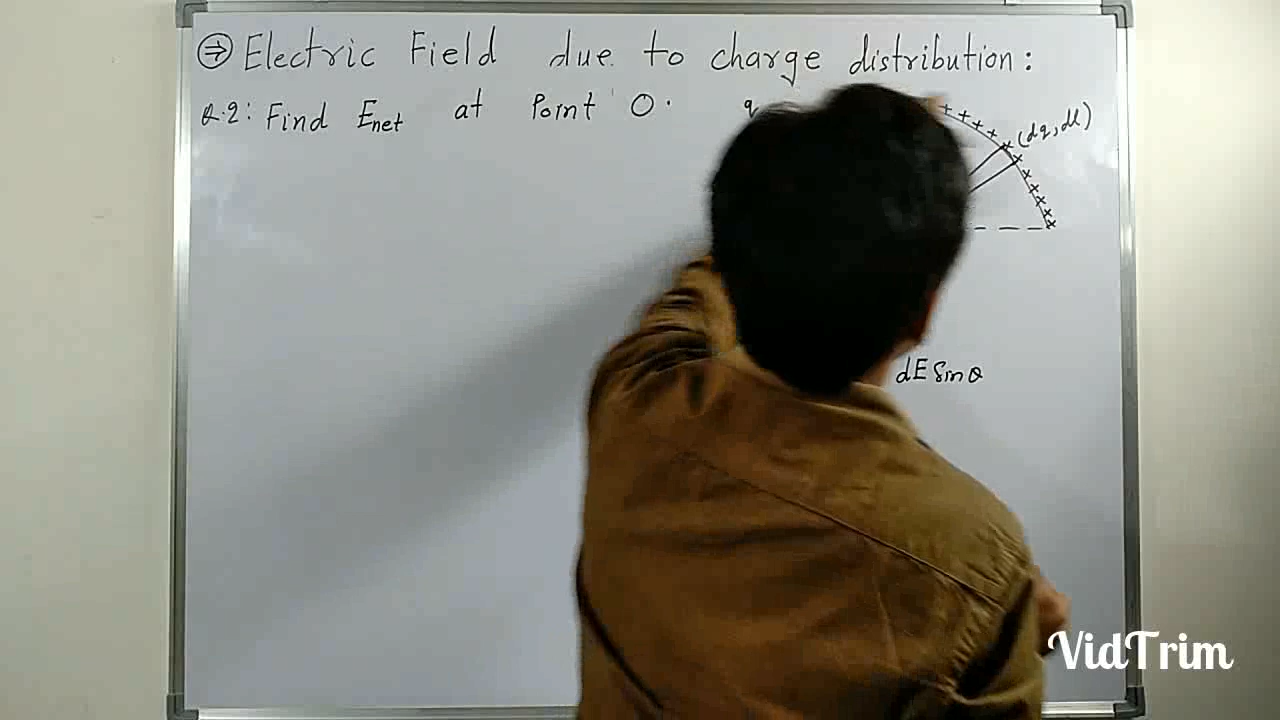 ⇒ Electric Field due to charge distribution:
Q.2: Find Enet at Point O. q
+ + + + (dq, dl)
+ + + + +
dE Sinθ
VidTrim